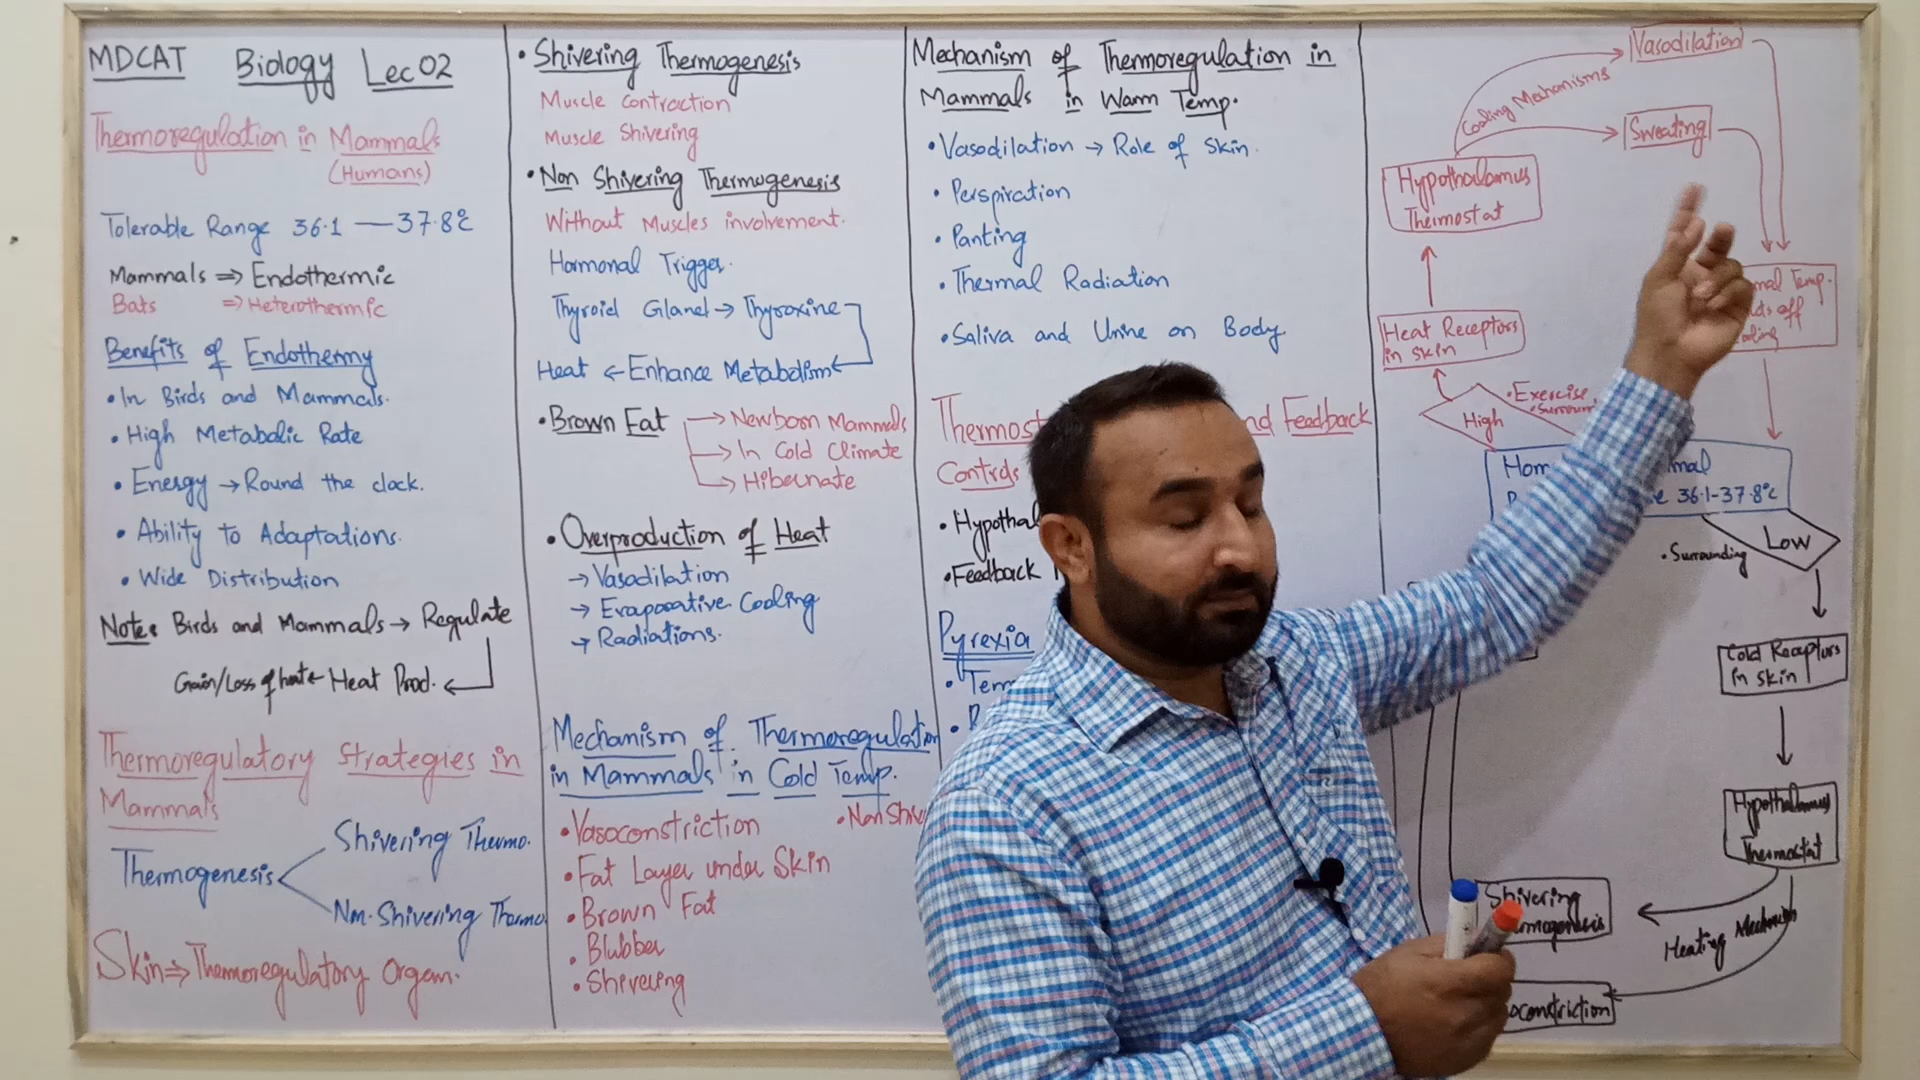 MDCAT Biology Lec 02
Thermoregulation in Mammals
(Humans)
Tolerable Range 36.1 — 37.8°C
Mammals ⇒ Endothermic
Bats ⇒ Heterothermic
Benefits of Endothermy
• In Birds and Mammals.
• High Metabolic Rate
• Energy → Round the clock.
• Ability to Adaptations.
• Wide Distribution
Note: Birds and Mammals → Regulate
Gain/Loss of heat ← Heat Prod.
Thermoregulatory Strategies in
Mammals
Thermogenesis
Shivering Thermo.
Non-Shivering Thermo
Skin ⇒ Thermoregulatory Organ.
• Shivering Thermogenesis
Muscle Contraction
Muscle Shivering
• Non Shivering Thermogenesis
Without Muscles involvement.
Hormonal Trigger.
Thyroid Gland → Thyroxine
Heat ← Enhance Metabolism
• Brown Fat
→ Newborn Mammals
→ In Cold Climate
→ Hibernate
• Overproduction of Heat
→ Vasodilation
→ Evaporative Cooling
→ Radiations.
Mechanism of Thermoregulation
in Mammals in Cold Temp.
• Vasoconstriction
• Non
• Fat Layer under Skin
• Brown Fat
• Blubber
• Shivering
Mechanism of Thermoregulation in
Mammals in Warm Temp.
• Vasodilation → Role of Skin.
• Perspiration
• Panting
• Thermal Radiation
• Saliva and Urine on Body
Feedback
Controls
• Feedback
Pyrexia
Vasodilation
Cooling Mechanisms
Sweating
Hypothalamus
Thermostat
Temp.
off
Heat Receptors
in skin
• Exercise
High
36.1-37.8°C
• Surrounding
Low
Cold Receptors
in skin
Hypothalamus
Thermostat
Shivering
Heating Mechanism